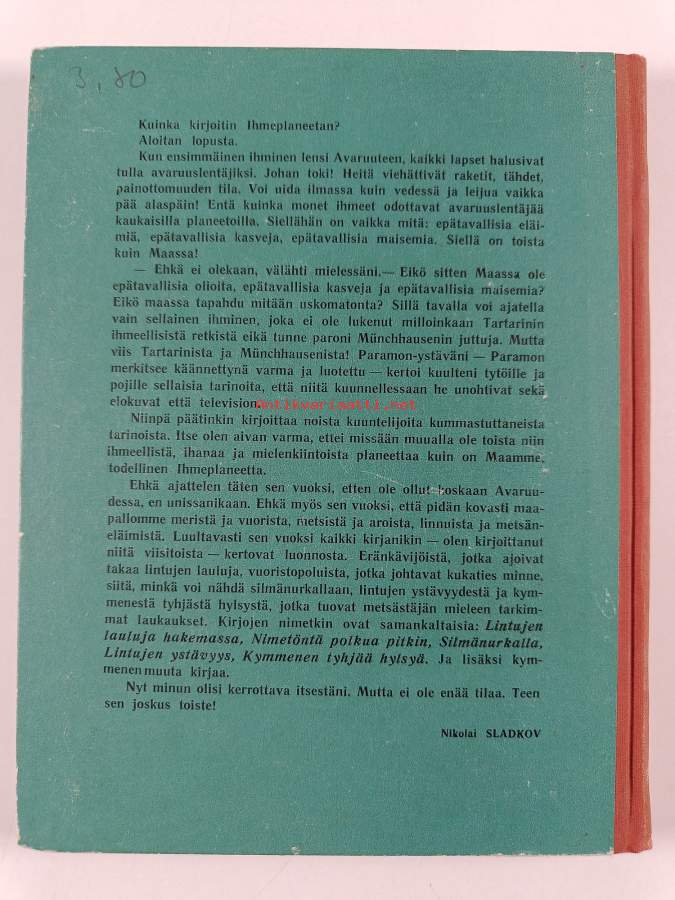 3,80
Kuinka kirjoitin Ihmeplaneetan?
Aloitan lopusta.
Kun ensimmäinen ihminen lensi Avaruuteen, kaikki lapset halusivat
tulla avaruuslentäjiksi. Johan toki! Heitä viehättivät raketit, tähdet,
painottomuuden tila. Voi uida ilmassa kuin vedessä ja leijua vaikka
pää alaspäin! Entä kuinka monet ihmeet odottavat avaruuslentäjää
kaukaisilla planeetoilla. Siellähän on vaikka mitä: epätavallisia eläi-
miä, epätavallisia kasveja, epätavallisia maisemia. Siellä on toista
kuin Maassa!
— Ehkä ei olekaan, välähti mielessäni.— Eikö sitten Maassa ole
epätavallisia olioita, epätavallisia kasveja ja epätavallisia maisemia?
Eikö maassa tapahdu mitään uskomatonta? Sillä tavalla voi ajatella
vain sellainen ihminen, joka ei ole lukenut milloinkaan Tartarinin
ihmeellisistä retkistä eikä tunne paroni Münchhausenin juttuja. Mutta
viis Tartarinista ja Münchhausenista! Paramon-ystäväni — Paramon
merkitsee käännettynä varma ja luotettu — kertoi kuulteni tytöille ja
pojille sellaisia tarinoita, että niitä kuunnellessaan he unohtivat sekä
elokuvat että television.
Antikvariaatti.net
Niinpä päätinkin kirjoittaa noista kuuntelijoita kummastuttaneista
tarinoista. Itse olen aivan varma, ettei missään muualla ole toista niin
ihmeellistä, ihanaa ja mielenkiintoista planeettaa kuin on Maamme,
todellinen Ihmeplaneetta.
Ehkä ajattelen täten sen vuoksi, etten ole ollut koskaan Avaruu-
dessa, en unissanikaan. Ehkä myös sen vuoksi, että pidän kovasti maa-
pallomme meristä ja vuorista, metsistä ja aroista, linnuista ja metsän-
eläimistä. Luultavasti sen vuoksi kaikki kirjanikin — olen kirjoittanut
niitä viisitoista — kertovat luonnosta. Eränkävijöistä, jotka ajoivat
takaa lintujen lauluja, vuoristopoluista, jotka johtavat kukaties minne,
siitä, minkä voi nähdä silmänurkallaan, lintujen ystävyydestä ja kym-
menestä tyhjästä hylsystä, jotka tuovat metsästäjän mieleen tarkim-
mat laukaukset. Kirjojen nimetkin ovat samankaltaisia: Lintujen
lauluja hakemassa, Nimetöntä polkua pitkin, Silmänurkalla,
Lintujen ystävyys, Kymmenen tyhjää hylsyä. Ja lisäksi kym-
menen muuta kirjaa.
Nyt minun olisi kerrottava itsestäni. Mutta ei ole enää tilaa. Teen
sen joskus toiste!
Nikolai SLADKOV